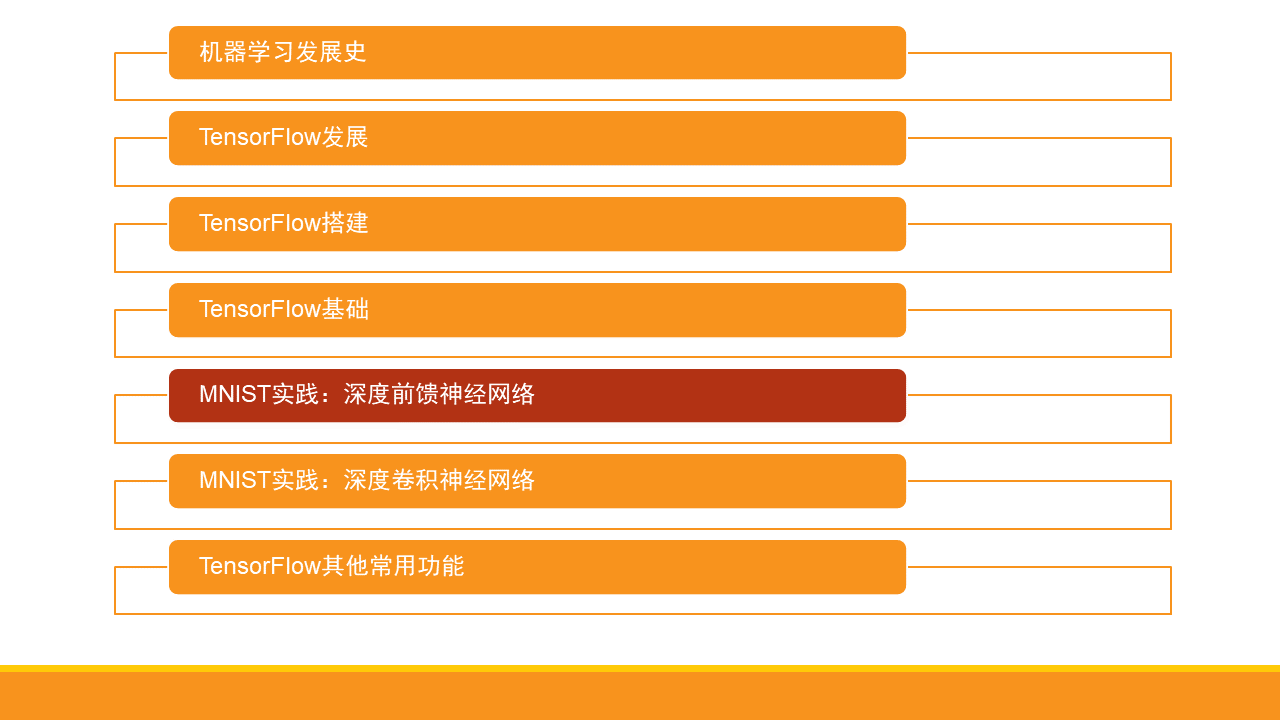 机器学习发展史
TensorFlow发展
TensorFlow搭建
TensorFlow基础
MNIST实践：深度前馈神经网络
MNIST实践：深度卷积神经网络
TensorFlow其他常用功能